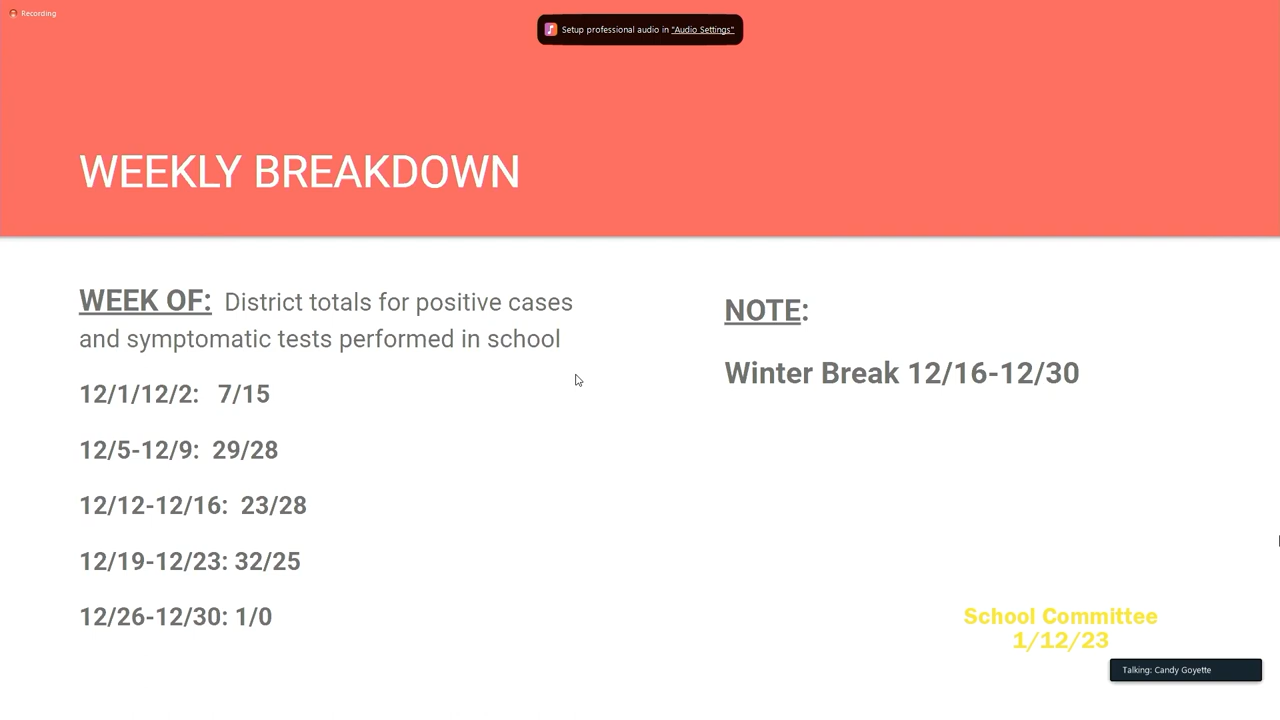 Recording
Setup professional audio in "Audio Settings"
WEEKLY BREAKDOWN
WEEK OF: District totals for positive cases
and symptomatic tests performed in school
12/1/12/2: 7/15
12/5-12/9: 29/28
12/12-12/16: 23/28
12/19-12/23: 32/25
12/26-12/30: 1/0
NOTE:
Winter Break 12/16-12/30
School Committee
1/12/23
Talking: Candy Goyette